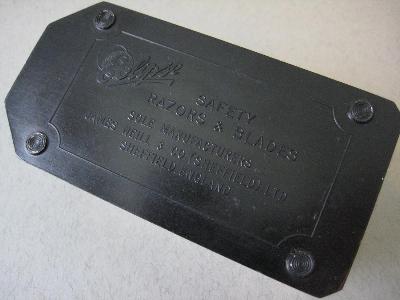 SAFETY
RAZORS & BLADES
SOLE MANUFACTURERS
JAMES NEILL & CO (SHEFFIELD) LTD
SHEFFIELD, ENGLAND